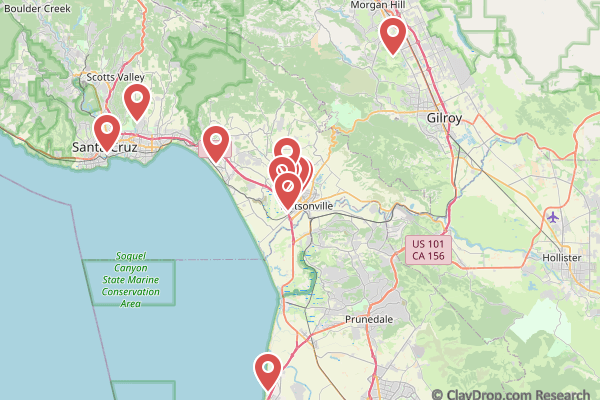 Boulder Creek
Morgan Hill
Scotts Valley
Gilroy
Santa Cruz
tsonville
US 101
CA 156
Soquel
Canyon
State Marine
Conservation
Area
Hollister
Prunedale
© ClayDrop.com Research